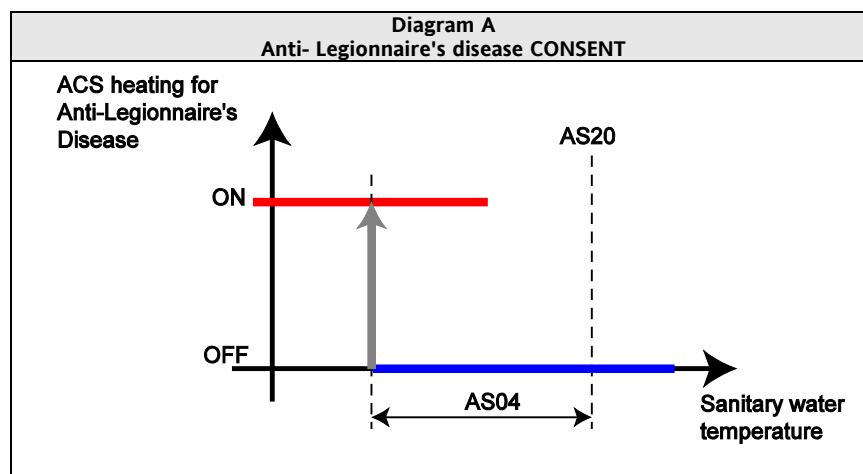 Diagram A
Anti- Legionnaire's disease CONSENT
ACS heating for
Anti-Legionnaire's
Disease
AS20
ON
OFF
AS04
Sanitary water
temperature